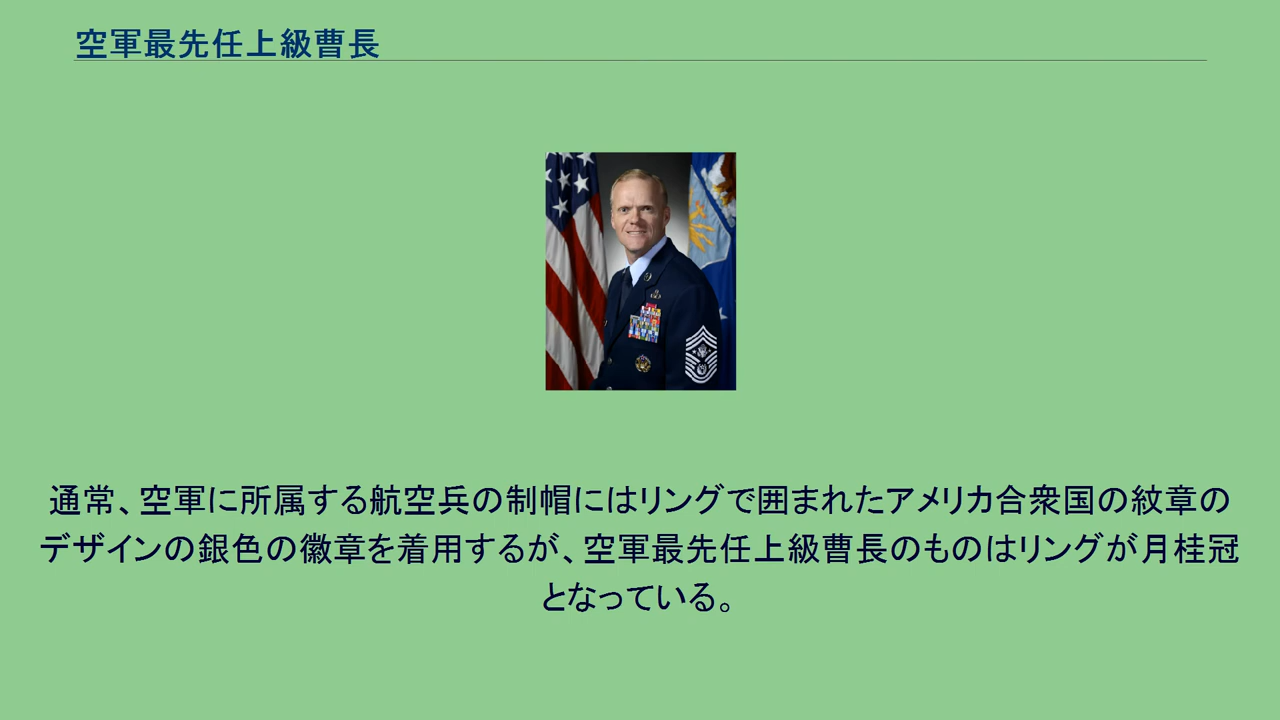 空軍最先任上級曹長
通常、空軍に所属する航空兵の制帽にはリングで囲まれたアメリカ合衆国の紋章の
デザインの銀色の徽章を着用するが、空軍最先任上級曹長のものはリングが月桂冠
となっている。